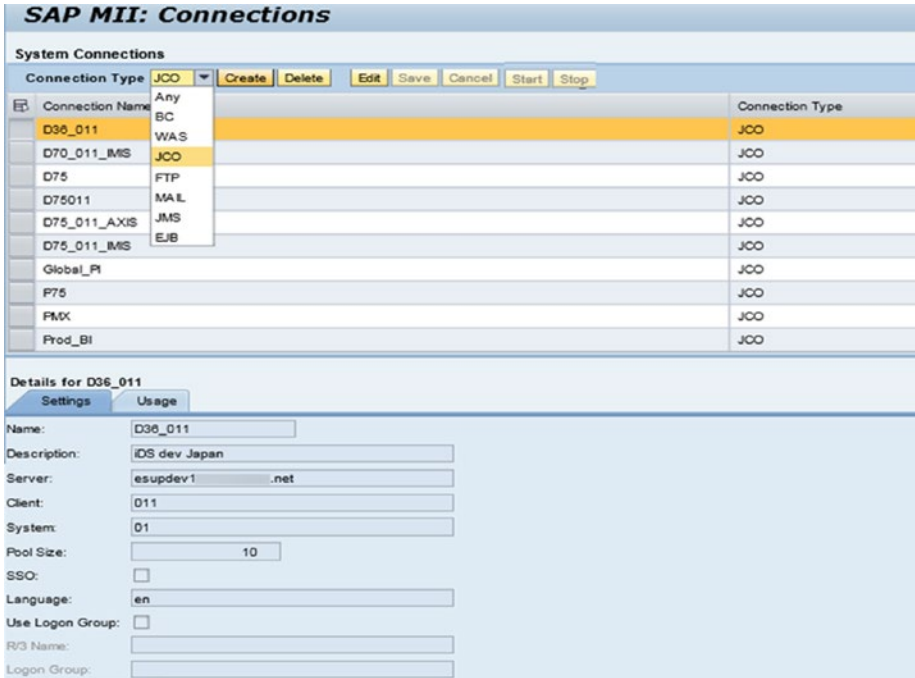 SAP MII: Connections
System Connections
Connection Type JCO Create Delete Edit Save Cancel Start Stop
Any
BC
WAS
JCO
FTP
MAIL
JMS
EJB
Connection Name Connection Type
D36_011 JCO
D70_011_IMIS JCO
D75 JCO
D75011 JCO
D75_011_AXIS JCO
D75_011_IMIS JCO
Global_PI JCO
P75 JCO
PMX JCO
Prod_BI JCO
Details for D36_011
Settings Usage
Name: D36_011
Description: iDS dev Japan
Server: esupdev1 .net
Client: 011
System: 01
Pool Size: 10
SSO:
Language: en
Use Logon Group:
R/3 Name:
Logon Group: